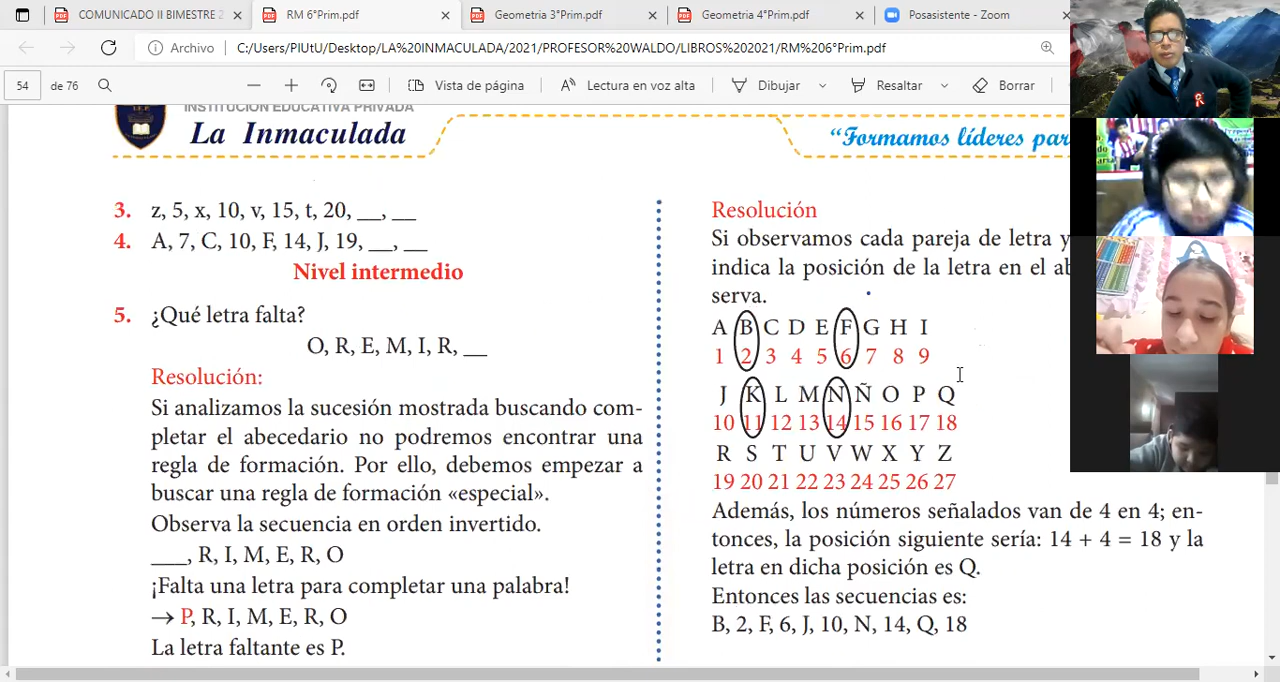 COMUNICADO II BIMESTRE 2
RM 6°Prim.pdf
Geometria 3°Prim.pdf
Geometria 4°Prim.pdf
Posasistente - Zoom
Archivo
C:/Users/PIUtU/Desktop/LA%20INMACULADA/2021/PROFESOR%20WALDO/LIBROS%202021/RM%206°Prim.pdf
54 de 76
Vista de página
Lectura en voz alta
Dibujar
Resaltar
Borrar
INSTITUCIÓN EDUCATIVA PRIVADA
La Inmaculada
“Formamos líderes par
3. z, 5, x, 10, v, 15, t, 20, __, __
4. A, 7, C, 10, F, 14, J, 19, __, __
Nivel intermedio
5. ¿Qué letra falta?
O, R, E, M, I, R, __
Resolución:
Si analizamos la sucesión mostrada buscando com-
pletar el abecedario no podremos encontrar una
regla de formación. Por ello, debemos empezar a
buscar una regla de formación «especial».
Observa la secuencia en orden invertido.
___, R, I, M, E, R, O
¡Falta una letra para completar una palabra!
→ P, R, I, M, E, R, O
La letra faltante es P.
Resolución
Si observamos cada pareja de letra y
indica la posición de la letra en el ab
serva.
A B C D E F G H I
1 2 3 4 5 6 7 8 9
J K L M N Ñ O P Q
10 11 12 13 14 15 16 17 18
R S T U V W X Y Z
19 20 21 22 23 24 25 26 27
Además, los números señalados van de 4 en 4; en-
tonces, la posición siguiente sería: 14 + 4 = 18 y la
letra en dicha posición es Q.
Entonces las secuencias es:
B, 2, F, 6, J, 10, N, 14, Q, 18